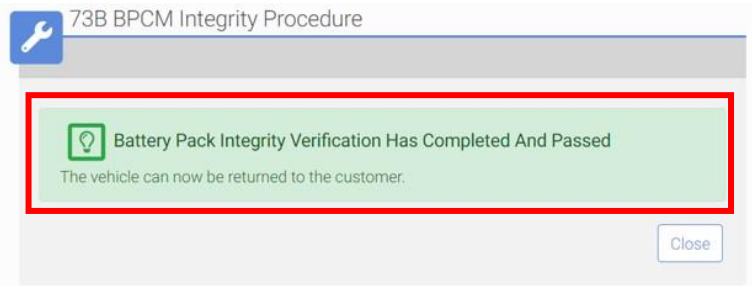 73B BPCM Integrity Procedure
Battery Pack Integrity Verification Has Completed And Passed
The vehicle can now be returned to the customer.
Close